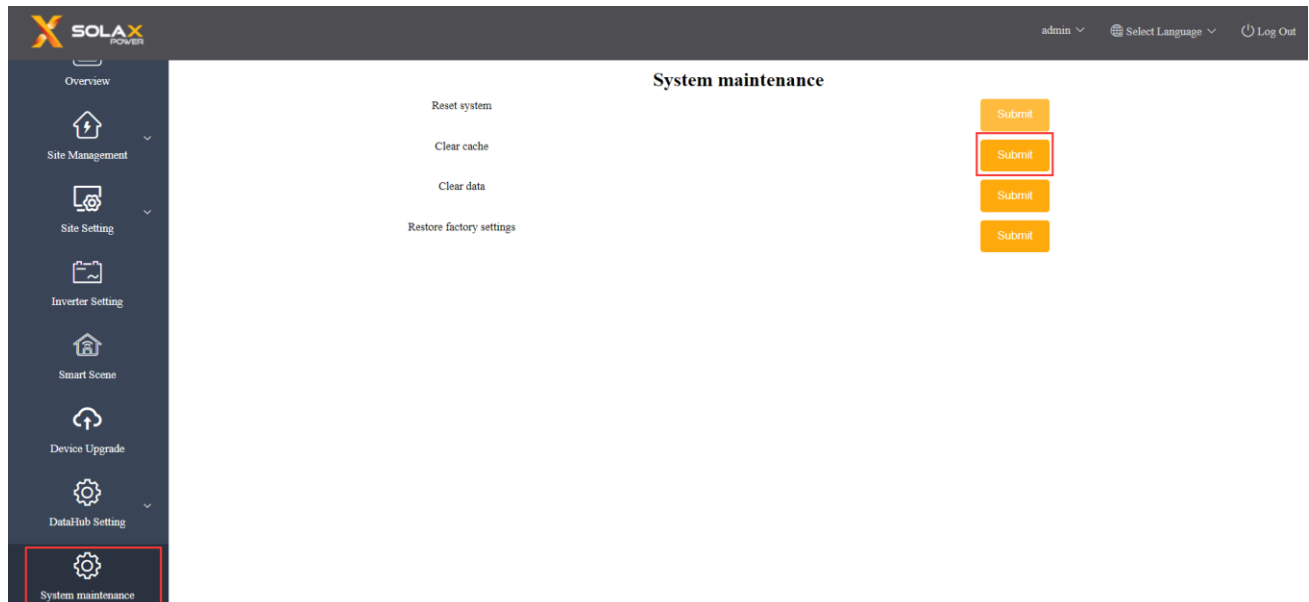 SOLAX
POWER
admin
Select Language
Log Out
Overview
Site Management
Site Setting
Inverter Setting
Smart Scene
Device Upgrade
DataHub Setting
System maintenance
System maintenance
Reset system
Submit
Clear cache
Submit
Clear data
Submit
Restore factory settings
Submit